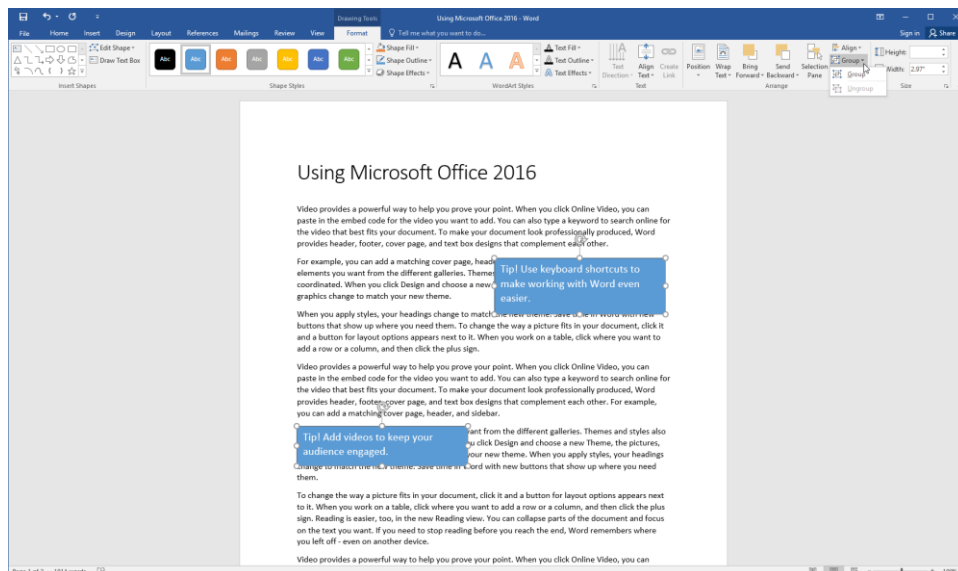 Drawing Tools
Using Microsoft Office 2016 - Word
File Home Insert Design Layout References Mailings Review View Format Tell me what you want to do... Sign in Share
Edit Shape
Draw Text Box
Insert Shapes
Abc Abc Abc Abc Abc Abc
Shape Fill
Shape Outline
Shape Effects
Shape Styles
A A A
Text Fill
Text Outline
Text Effects
WordArt Styles
Text Direction
Align Text
Create Link
Text
Position
Wrap Text
Bring Forward
Send Backward
Selection Pane
Align
Group
Group
Ungroup
Arrange
Height:
Width: 2.97"
Size
Using Microsoft Office 2016
Video provides a powerful way to help you prove your point. When you click Online Video, you can
paste in the embed code for the video you want to add. You can also type a keyword to search online for
the video that best fits your document. To make your document look professionally produced, Word
provides header, footer, cover page, and text box designs that complement each other.
For example, you can add a matching cover page, head
elements you want from the different galleries. Themes
coordinated. When you click Design and choose a new
graphics change to match your new theme.
Tip! Use keyboard shortcuts to
make working with Word even
easier.
When you apply styles, your headings change to match the new theme. Save time in Word with new
buttons that show up where you need them. To change the way a picture fits in your document, click it
and a button for layout options appears next to it. When you work on a table, click where you want to
add a row or a column, and then click the plus sign.
Video provides a powerful way to help you prove your point. When you click Online Video, you can
paste in the embed code for the video you want to add. You can also type a keyword to search online for
the video that best fits your document. To make your document look professionally produced, Word
provides header, footer, cover page, and text box designs that complement each other. For example,
you can add a matching cover page, header, and sidebar.
Tip! Add videos to keep your
audience engaged.
ant from the different galleries. Themes and styles also
u click Design and choose a new Theme, the pictures,
our new theme. When you apply styles, your headings
change to match the new theme. Save time in Word with new buttons that show up where you need
them.
To change the way a picture fits in your document, click it and a button for layout options appears next
to it. When you work on a table, click where you want to add a row or a column, and then click the plus
sign. Reading is easier, too, in the new Reading view. You can collapse parts of the document and focus
on the text you want. If you need to stop reading before you reach the end, Word remembers where
you left off - even on another device.
Video provides a powerful way to help you prove your point. When you click Online Video, you can